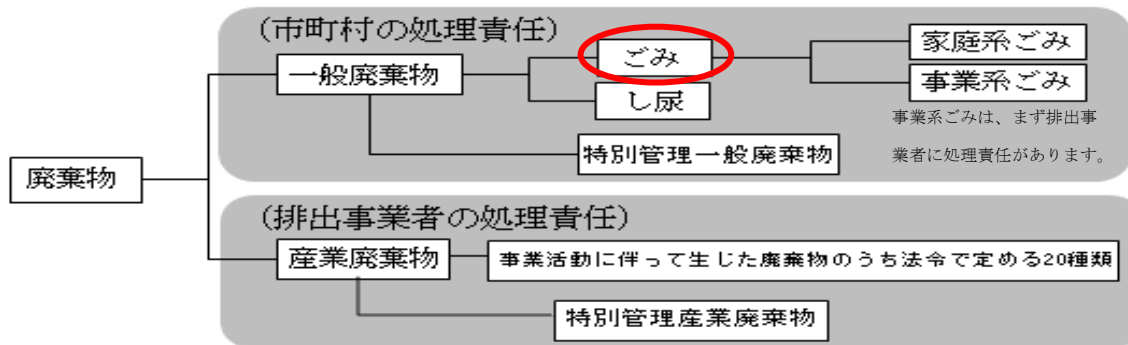 （市町村の処理責任）
一般廃棄物
ごみ
し尿
家庭系ごみ
事業系ごみ
事業系ごみは、まず排出事
業者に処理責任があります。
特別管理一般廃棄物
廃棄物
（排出事業者の処理責任）
産業廃棄物
事業活動に伴って生じた廃棄物のうち法令で定める20種類
特別管理産業廃棄物